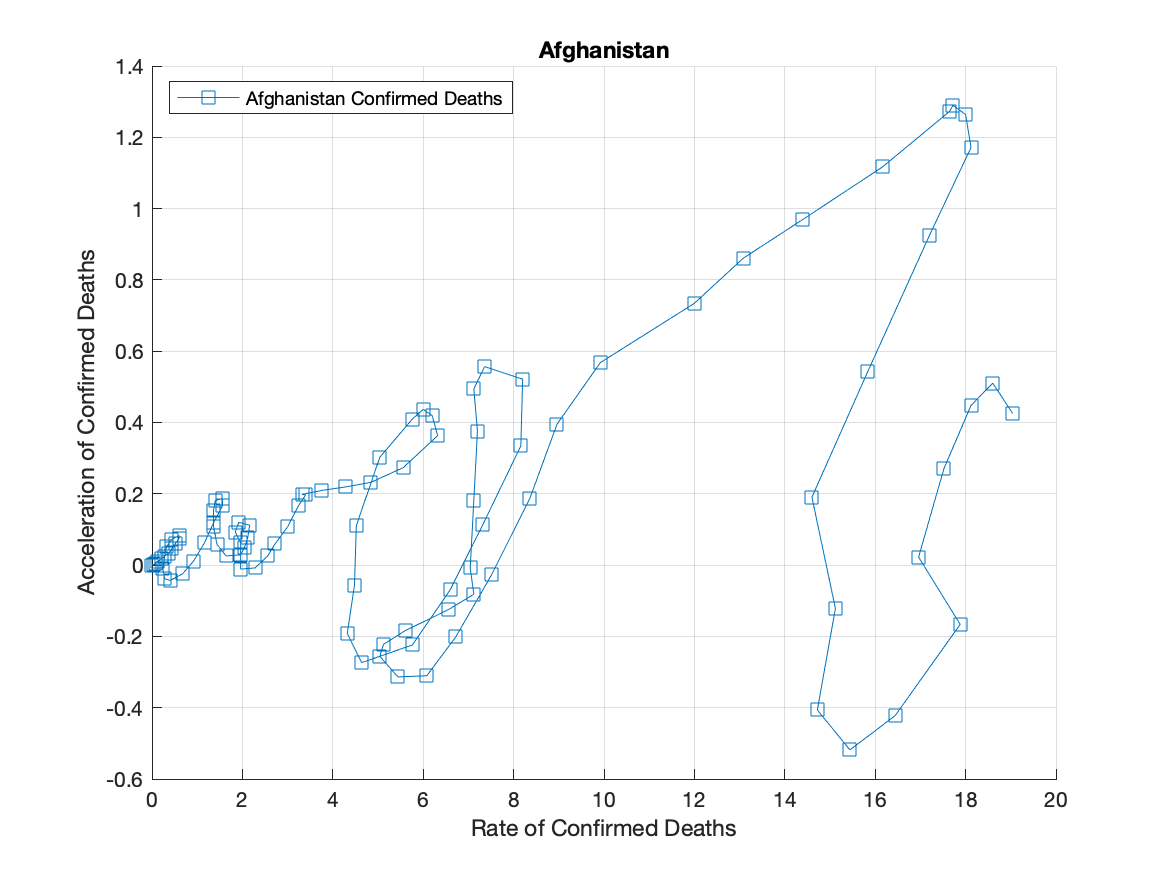 Afghanistan
Afghanistan Confirmed Deaths
1.4
1.2
1
0.8
0.6
0.4
0.2
0
-0.2
-0.4
-0.6
Acceleration of Confirmed Deaths
0 2 4 6 8 10 12 14 16 18 20
Rate of Confirmed Deaths